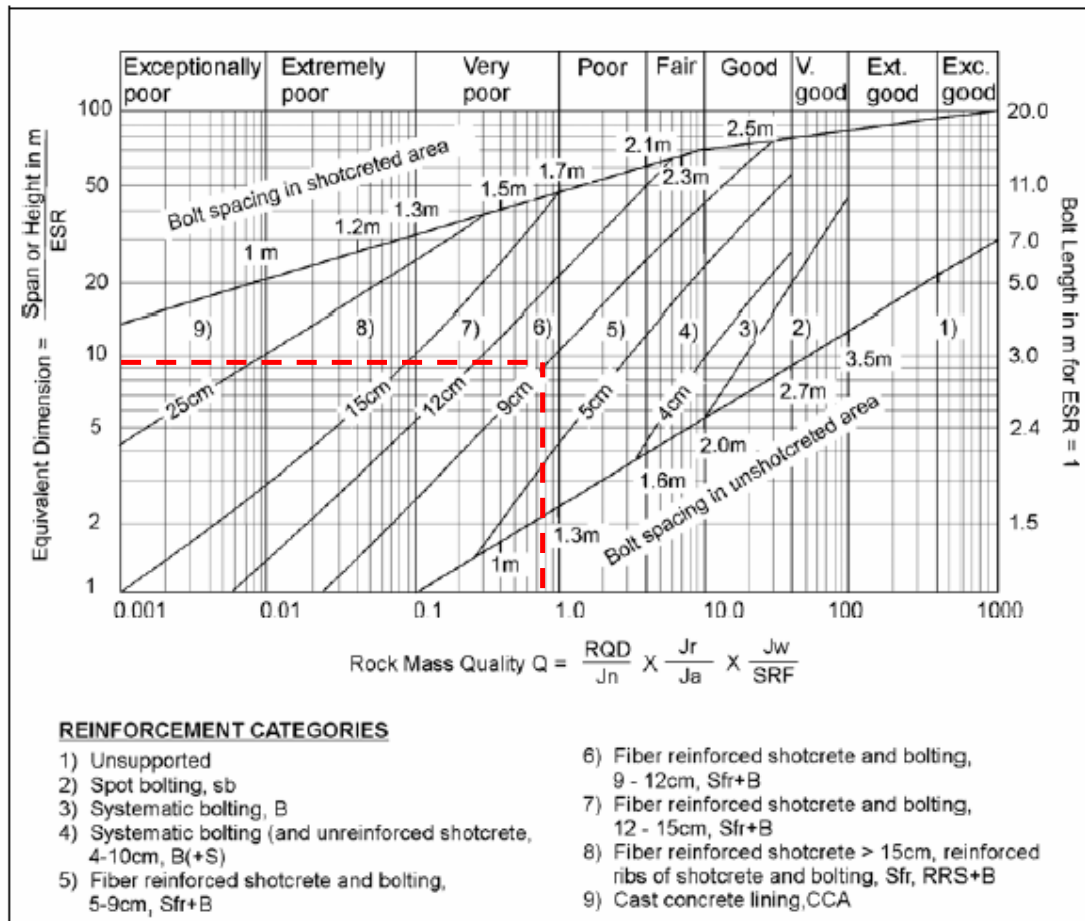 Exceptionally poor
Extremely poor
Very poor
Poor
Fair
Good
V. good
Ext. good
Exc. good
100
50
20
10
5
2
1
Equivalent Dimension = Span or Height in m
ESR
20.0
11.0
7.0
5.0
3.0
2.4
1.5
Bolt Length in m for ESR = 1
Bolt spacing in shotcreted area
1 m
1.2m
1.3m
1.5m
1.7m
2.1m
2.3m
2.5m
9)
8)
7)
6)
5)
4)
3)
2)
1)
25cm
15cm
12cm
9cm
5cm
4cm
3.5m
2.7m
2.0m
1.6m
1.3m
1m
Bolt spacing in unshotcreted area
0.001
0.01
0.1
1.0
10.0
100
1000
Rock Mass Quality Q = RQD X Jr X Jw
Jn Ja SRF
REINFORCEMENT CATEGORIES
1) Unsupported
2) Spot bolting, sb
3) Systematic bolting, B
4) Systematic bolting (and unreinforced shotcrete,
4-10cm, B(+S)
5) Fiber reinforced shotcrete and bolting,
5-9cm, Sfr+B
6) Fiber reinforced shotcrete and bolting,
9 - 12cm, Sfr+B
7) Fiber reinforced shotcrete and bolting,
12 - 15cm, Sfr+B
8) Fiber reinforced shotcrete > 15cm, reinforced
ribs of shotcrete and bolting, Sfr, RRS+B
9) Cast concrete lining,CCA